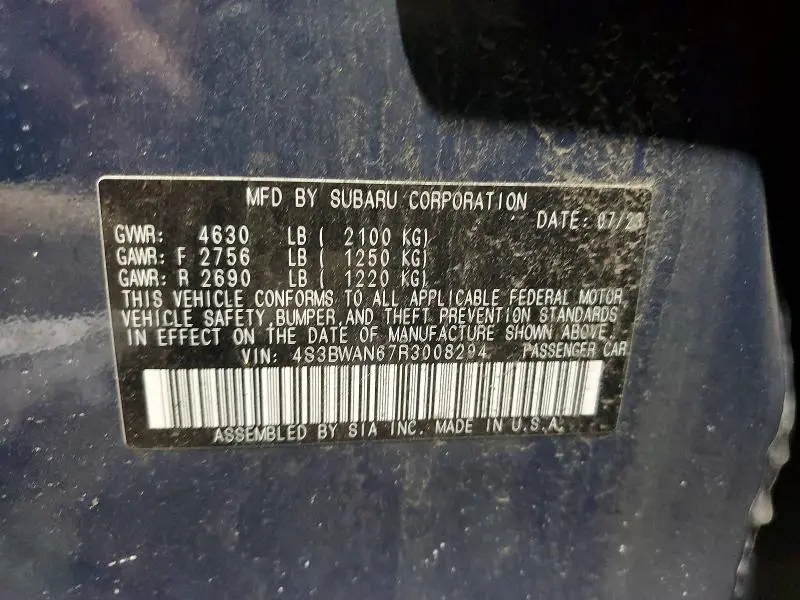 MFD BY SUBARU CORPORATION
DATE: 07/23
GVWR: 4630 LB ( 2100 KG)
GAWR: F 2756 LB ( 1250 KG)
GAWR: R 2690 LB ( 1220 KG)
THIS VEHICLE CONFORMS TO ALL APPLICABLE FEDERAL MOTOR
VEHICLE SAFETY, BUMPER, AND THEFT PREVENTION STANDARDS
IN EFFECT ON THE DATE OF MANUFACTURE SHOWN ABOVE.
VIN: 4S3BWAN67R3008294 PASSENGER CAR
ASSEMBLED BY SIA INC. MADE IN U.S.A.